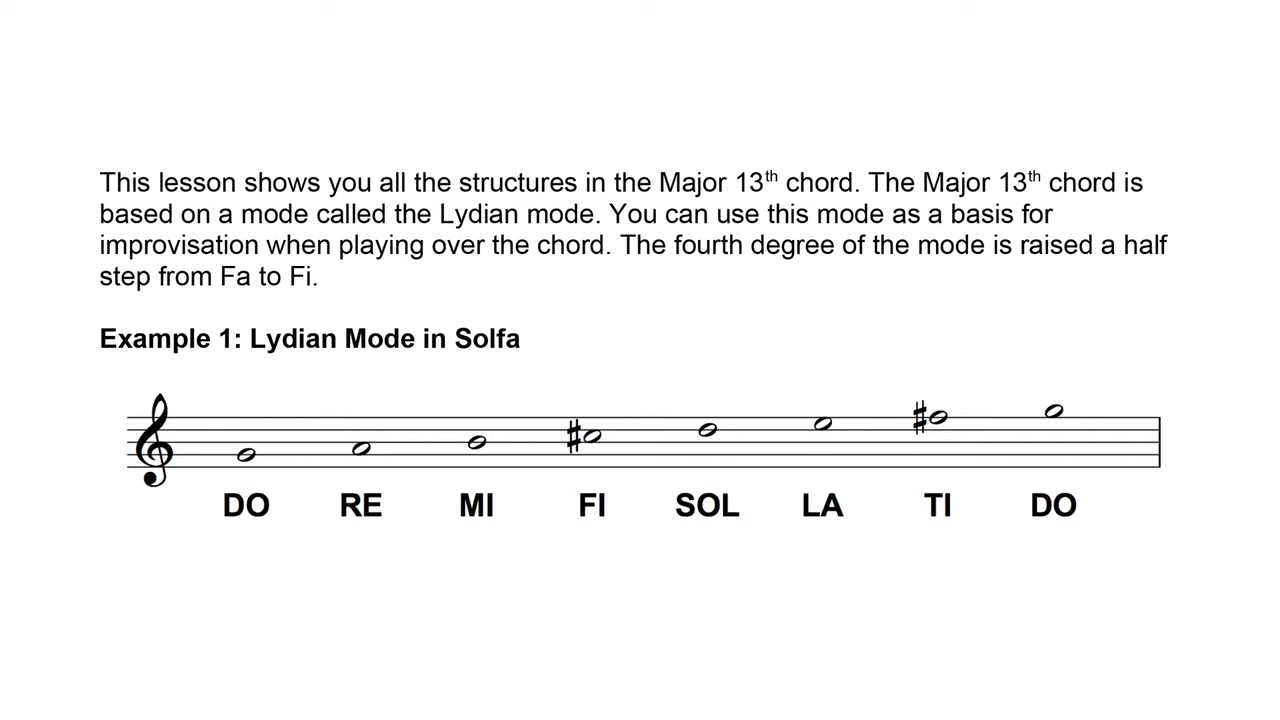 This lesson shows you all the structures in the Major 13th chord. The Major 13th chord is
based on a mode called the Lydian mode. You can use this mode as a basis for
improvisation when playing over the chord. The fourth degree of the mode is raised a half
step from Fa to Fi.
Example 1: Lydian Mode in Solfa
DO RE MI FI SOL LA TI DO